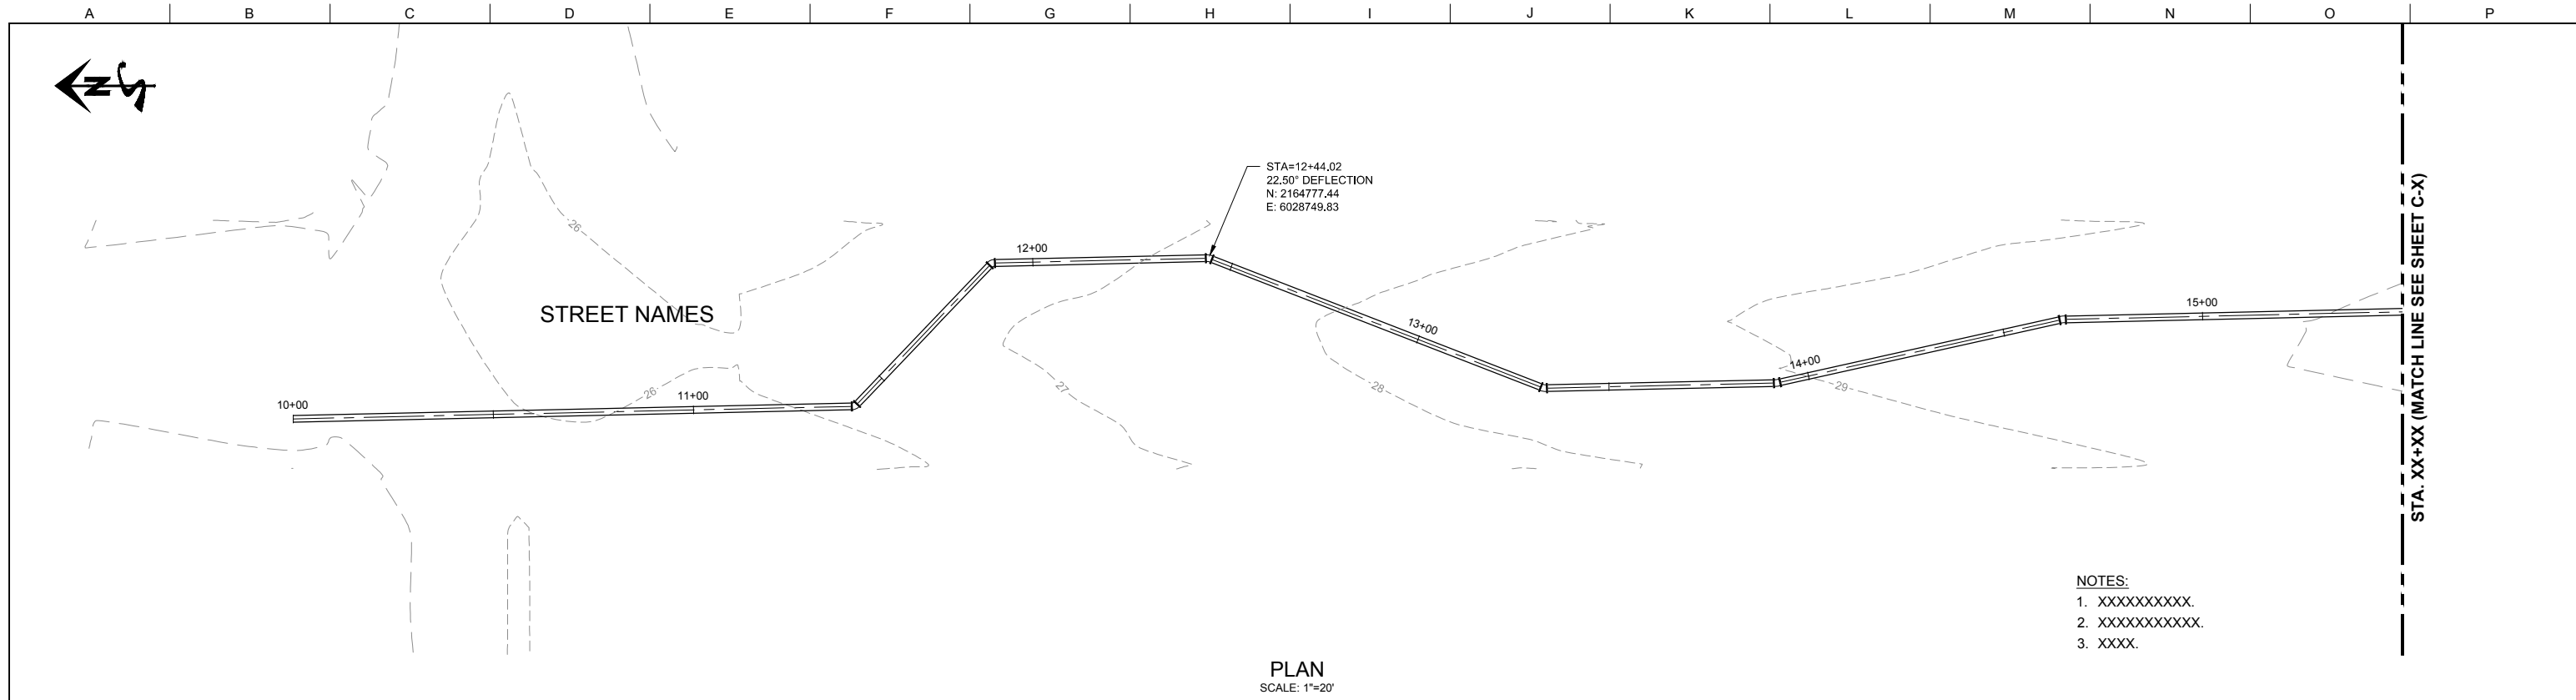 A B C D E F G H I J K L M N O P
N
STA=12+44.02
22.50° DEFLECTION
N: 2164777.44
E: 6028749.83
26
12+00
STREET NAMES
15+00
13+00
14+00
26
27
28
29
11+00
10+00
STA. XX+XX (MATCH LINE SEE SHEET C-X)
NOTES:
1. XXXXXXXXXX.
2. XXXXXXXXXXX.
3. XXXX.
PLAN
SCALE: 1"=20'